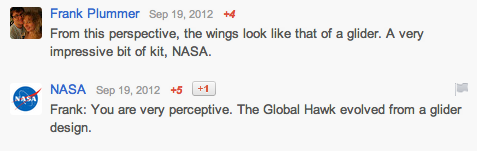 Frank Plummer Sep 19, 2012 +4
From this perspective, the wings look like that of a glider. A very
impressive bit of kit, NASA.
NASA NASA Sep 19, 2012 +5 +1
Frank: You are very perceptive. The Global Hawk evolved from a glider
design.